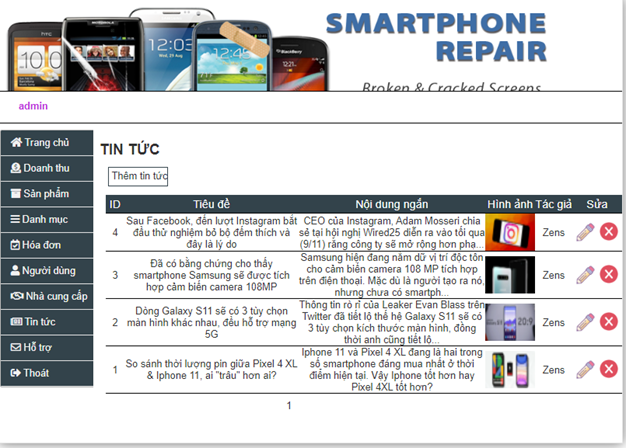 SMARTPHONE
REPAIR
Broken & Cracked Screens
admin
Trang chủ
Doanh thu
Sản phẩm
Danh mục
Hóa đơn
Người dùng
Nhà cung cấp
Tin tức
Hỗ trợ
Thoát
TIN TỨC
Thêm tin tức
ID Tiêu đề Nội dung ngắn Hình ảnh Tác giả Sửa
4
Sau Facebook, đến lượt Instagram bắt
đầu thử nghiệm bỏ bộ đếm thích và
đây là lý do
CEO của Instagram, Adam Mosseri chia
sẻ tại hội nghị Wired25 diễn ra vào tối qua
(9/11) rằng công ty sẽ mở rộng hơn phạ...
Zens
3
Đã có bằng chứng cho thấy
smartphone Samsung sẽ được tích
hợp cảm biến camera 108MP
Samsung hiện đang nắm dữ vị trí độc tôn
cho cảm biến camera 108 MP tích hợp
trên điện thoại. Mặc dù là người tạo ra nó,
nhưng chưa có smartph...
Zens
2
Dòng Galaxy S11 sẽ có 3 tùy chọn
màn hình khác nhau, đều hỗ trợ mạng
5G
Thông tin rò rỉ của Leaker Evan Blass trên
Twitter đã tiết lộ thế hệ Galaxy S11 sẽ có
3 tùy chọn kích thước màn hình, đồng
thời anh cũng tiết lộ...
Zens
1
So sánh thời lượng pin giữa Pixel 4 XL
& Iphone 11, ai "trâu" hơn ai?
Iphone 11 và Pixel 4 XL đang là hai trong
số smartphone đáng mua nhất ở thời
điểm hiện tại. Vậy Iphone tốt hơn hay
Pixel 4XL tốt hơn?
Zens
1